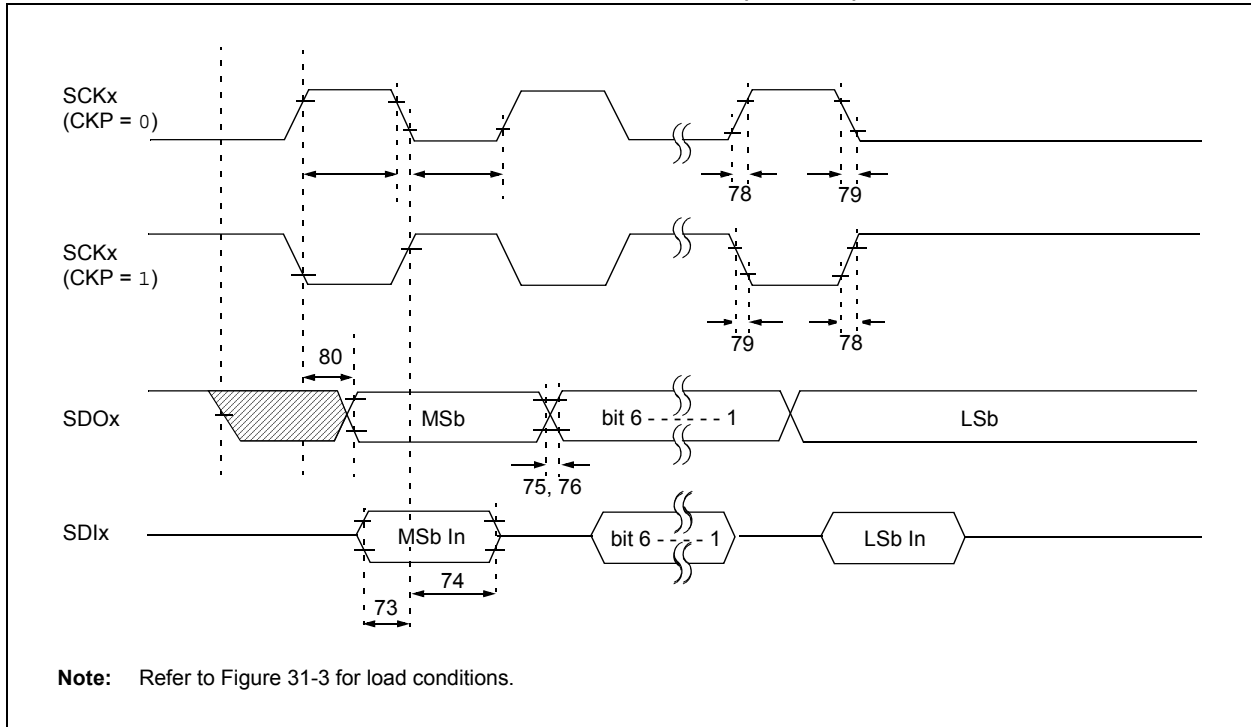 SCKx
(CKP = 0)
78
79
SCKx
(CKP = 1)
79
78
80
SDOx
MSb
bit 6 - - - - - - 1
LSb
75, 76
SDIx
MSb In
bit 6 - - - - 1
LSb In
74
73
Note: Refer to Figure 31-3 for load conditions.